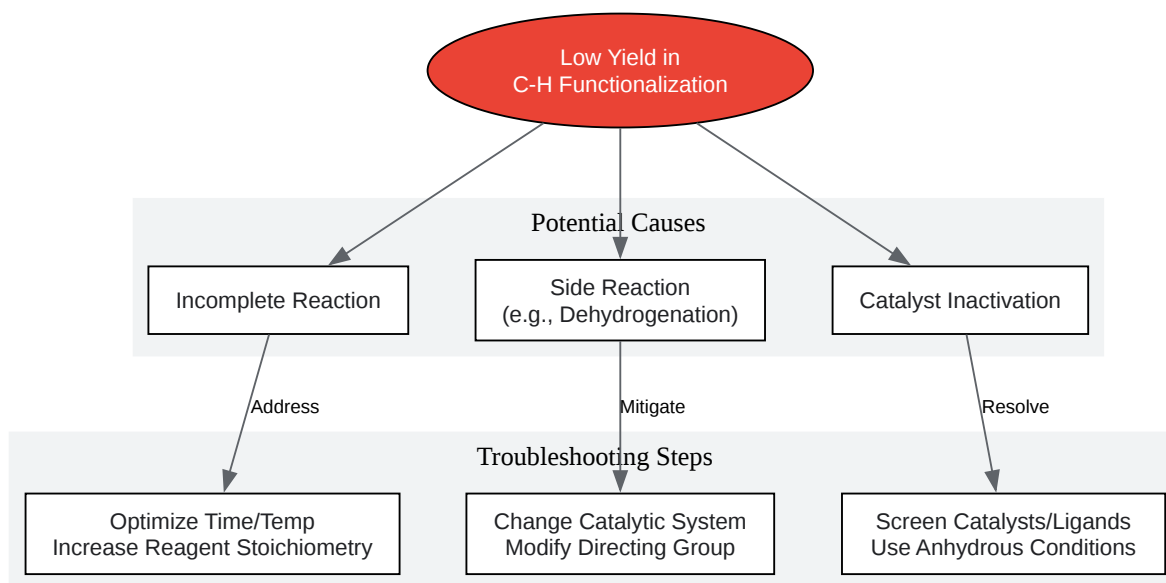 Low Yield in
C-H Functionalization
Potential Causes
Incomplete Reaction
Side Reaction
(e.g., Dehydrogenation)
Catalyst Inactivation
Address
Mitigate
Resolve
Troubleshooting Steps
Optimize Time/Temp
Increase Reagent Stoichiometry
Change Catalytic System
Modify Directing Group
Screen Catalysts/Ligands
Use Anhydrous Conditions